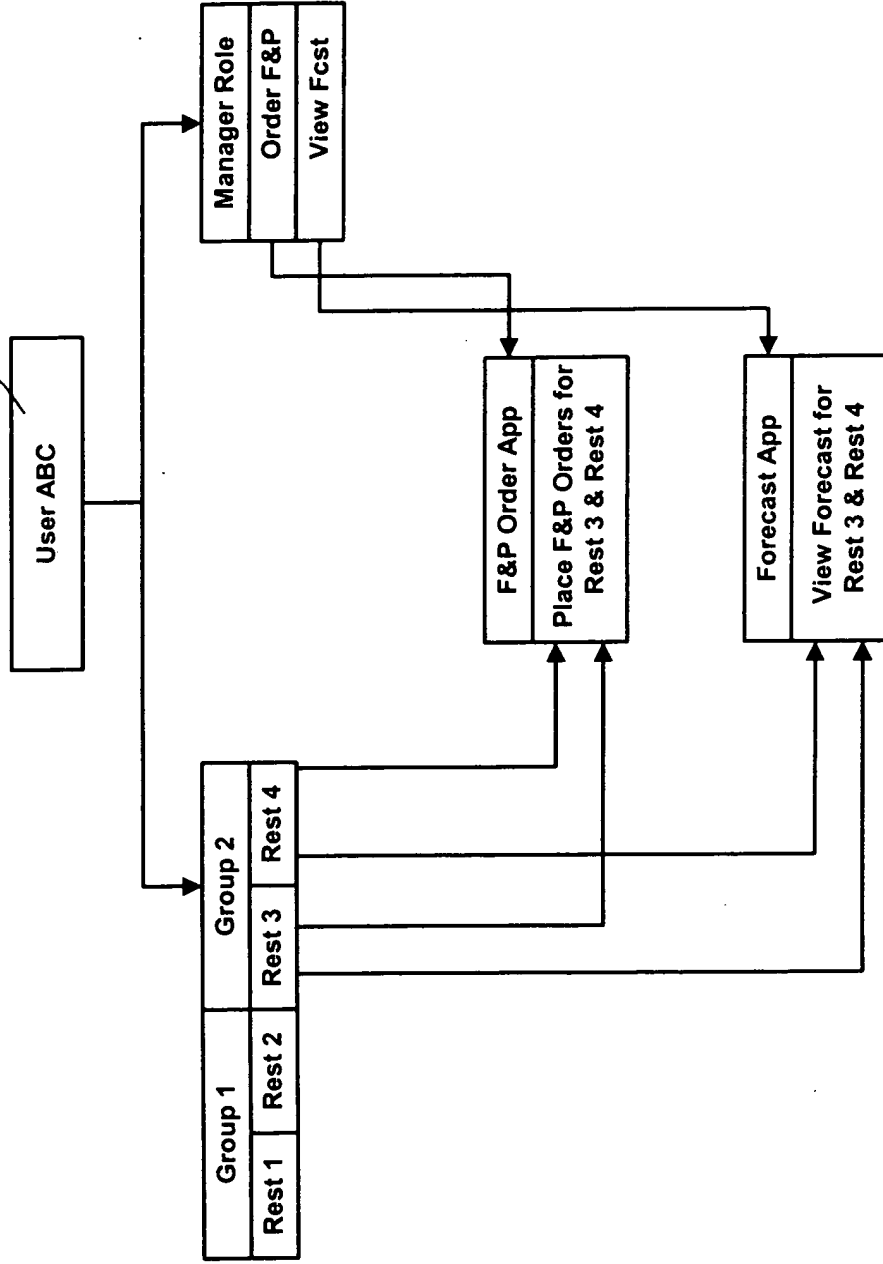 User ABC
Group 1
Group 2
Rest 1
Rest 2
Rest 3
Rest 4
Manager Role
Order F&P
View Fcst
F&P Order App
Place F&P Orders for
Rest 3 & Rest 4
Forecast App
View Forecast for
Rest 3 & Rest 4